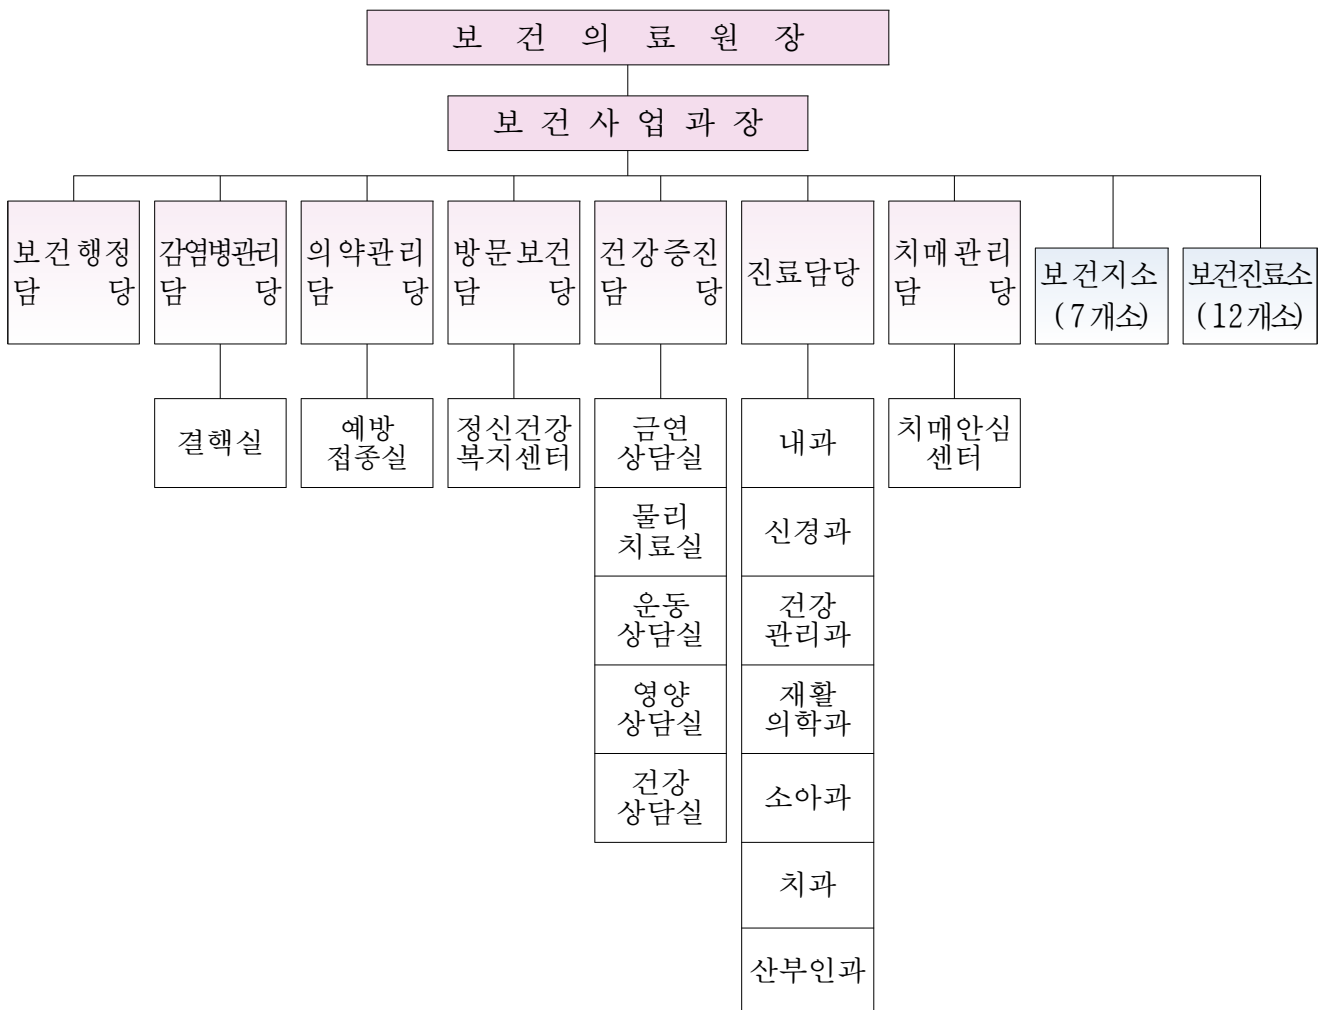 보 건 의 료 원 장
보 건 사 업 과 장
보건행정
담 당
감염병관리
담 당
의약관리
담 당
방문보건
담 당
건강증진
담 당
진료담당
치매관리
담 당
보건지소
(7개소)
보건진료소
(12개소)
결핵실
예방
접종실
정신건강
복지센터
금연
상담실
물리
치료실
운동
상담실
영양
상담실
건강
상담실
내과
신경과
건강
관리과
재활
의학과
소아과
치과
산부인과
치매안심
센터